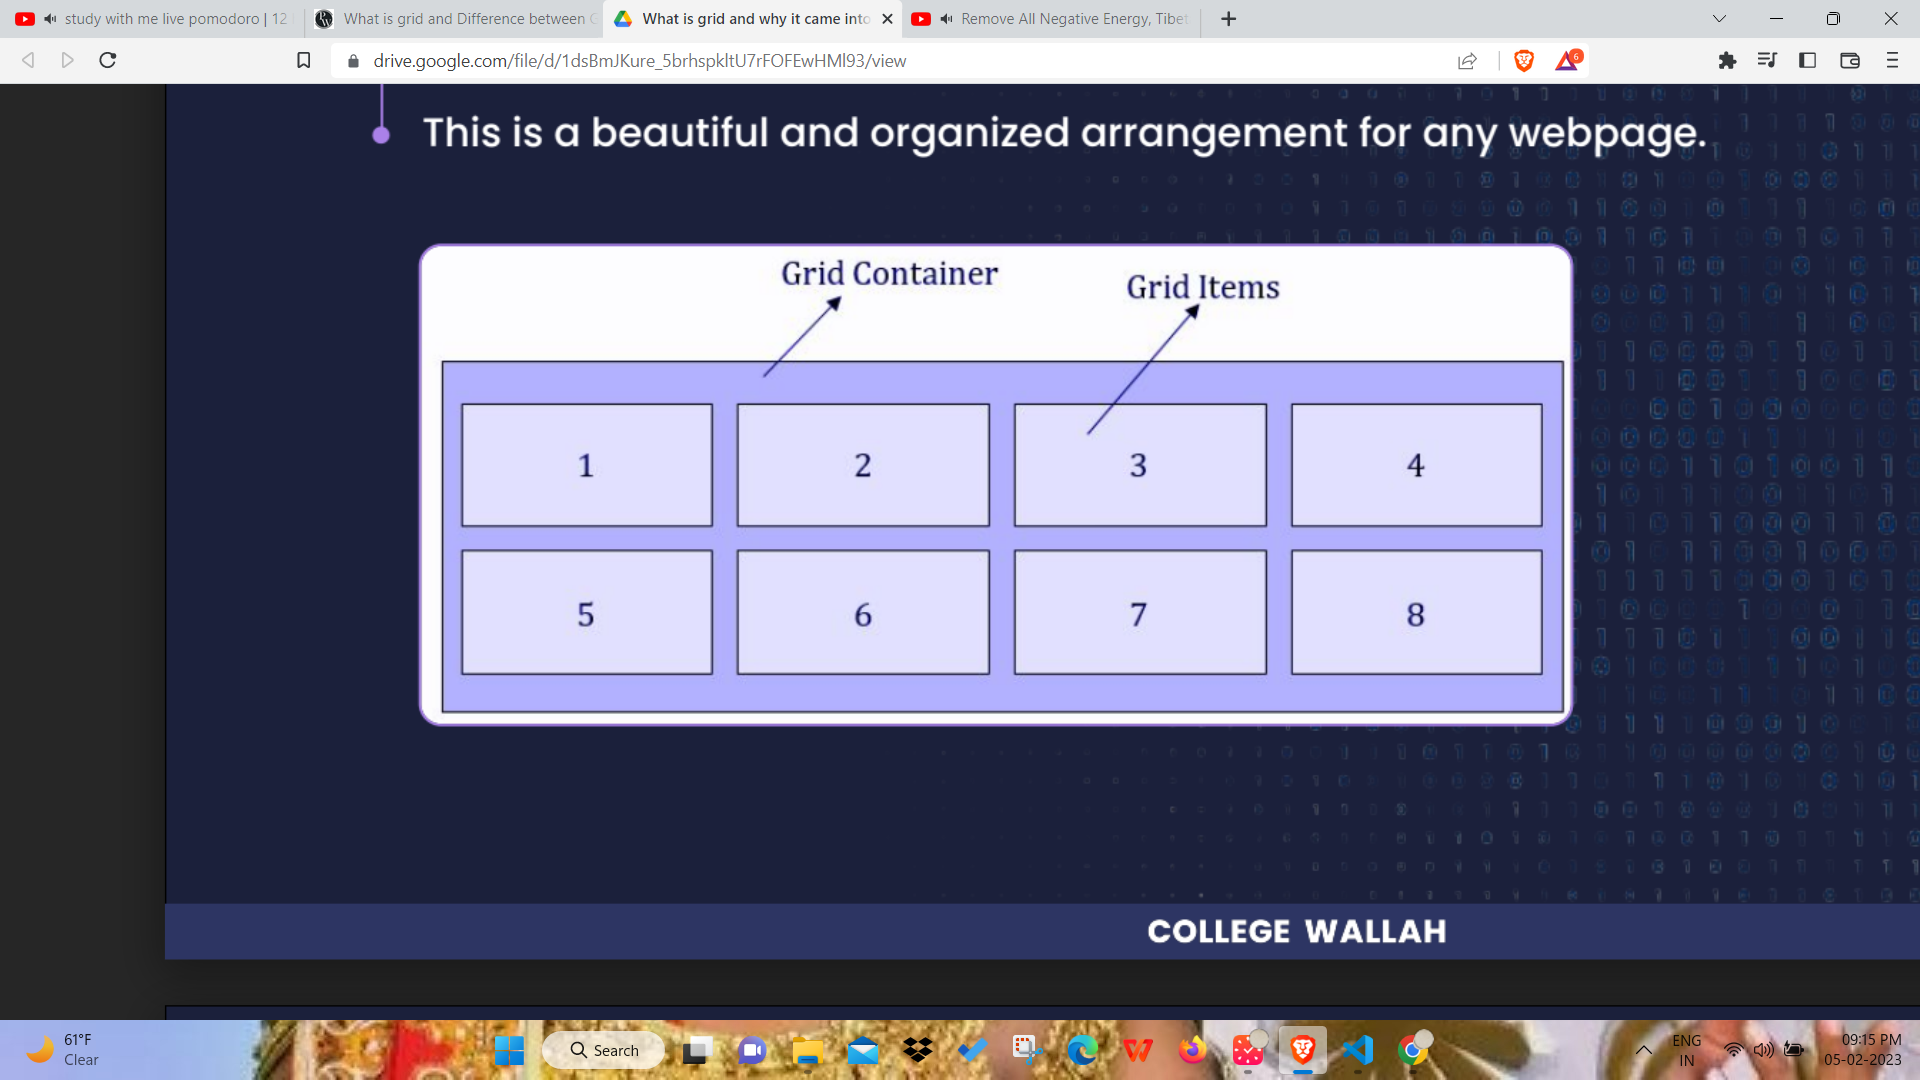 study with me live pomodoro | 12
What is grid and Difference between
What is grid and why it came into
Remove All Negative Energy, Tibet
drive.google.com/file/d/1dsBmJKure_5brhspkltU7rFOFEwHMl93/view
6
This is a beautiful and organized arrangement for any webpage.
Grid Container
Grid Items
1 2 3 4
5 6 7 8
COLLEGE WALLAH
61°F
Clear
Search
ENG
IN
09:15 PM
05-02-2023